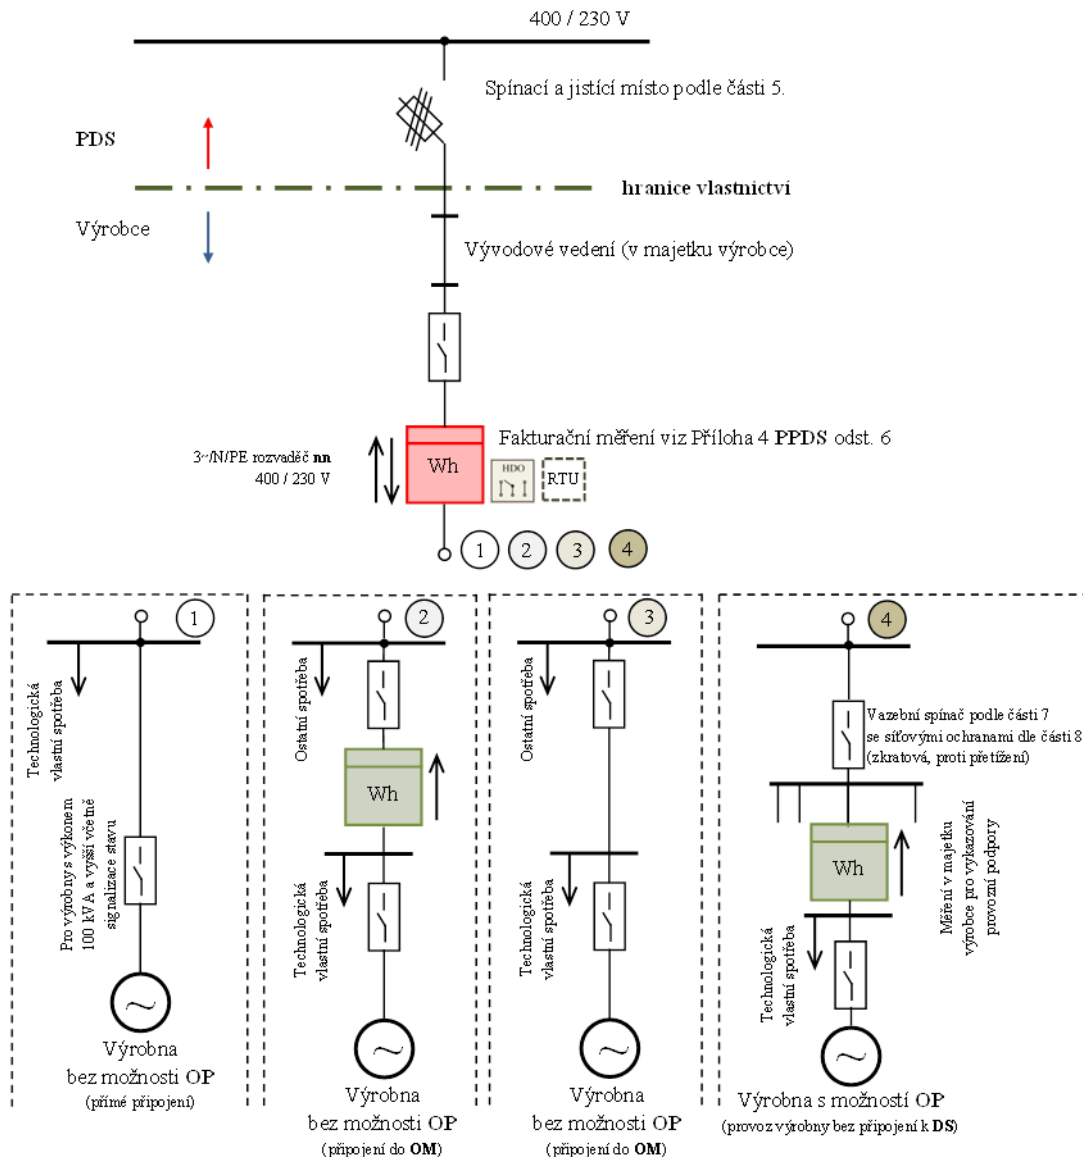 400 / 230 V
Spínací a jistící místo podle části 5.
PDS
hranice vlastnictví
Výrobce
Vývodové vedení (v majetku výrobce)
Fakturační měření viz Příloha 4 PPDS odst. 6
3~/N/PE rozvaděč nn
400 / 230 V
Wh
HDO
RTU
1
2
3
4
1
Technologická
vlastní spotřeba
Pro výrobny s výkonem
100 kVA a vyšší včetně
signalizace stavu
Výrobna
bez možnosti OP
(přímé připojení)
2
Ostatní spotřeba
Wh
Technologická
vlastní spotřeba
Výrobna
bez možnosti OP
(připojení do OM)
3
Ostatní spotřeba
Technologická
vlastní spotřeba
Výrobna
bez možnosti OP
(připojení do OM)
4
Vazební spínač podle části 7
se síťovými ochranami dle části 8
(zkratová, proti přetížení)
Wh
Měření v majetku
výrobce pro vykazování
provozní podpory
Technologická
vlastní spotřeba
Výrobna s možností OP
(provoz výrobny bez připojení k DS)